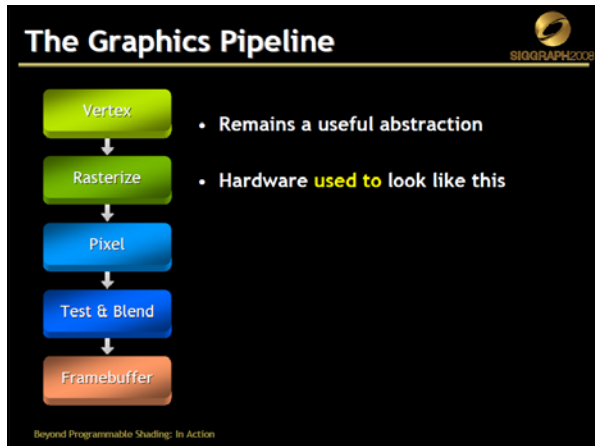 The Graphics Pipeline
SIGGRAPH2008
Vertex
Rasterize
Pixel
Test & Blend
Framebuffer
• Remains a useful abstraction
• Hardware used to look like this
Beyond Programmable Shading: In Action